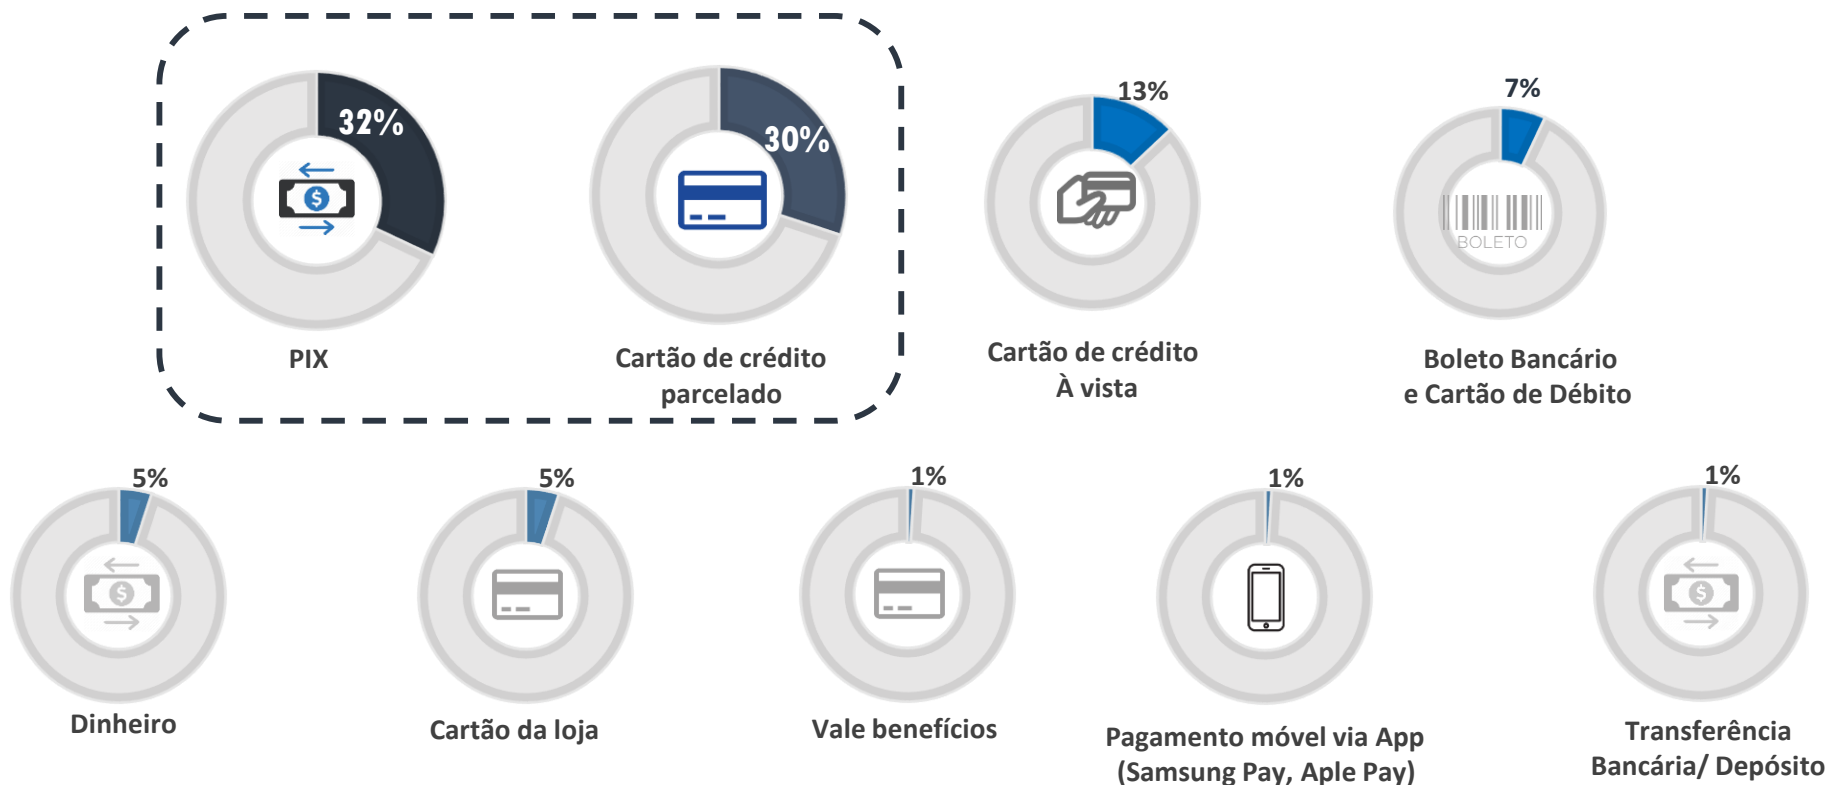 32%
PIX
30%
Cartão de crédito
parcelado
13%
Cartão de crédito
À vista
7%
BOLETO
Boleto Bancário
e Cartão de Débito
5%
Dinheiro
5%
Cartão da loja
1%
Vale benefícios
1%
Pagamento móvel via App
(Samsung Pay, Aple Pay)
1%
Transferência
Bancária/ Depósito